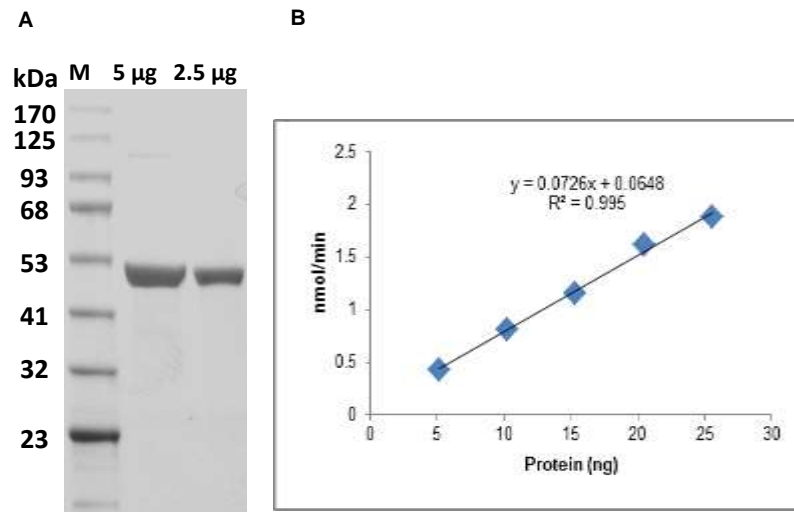 A
B
kDa M 5 µg 2.5 µg
170
125
93
68
53
41
32
23
2.5
2
1.5
1
0.5
0
y = 0.0726x + 0.0648
R² = 0.995
nmol/min
0 5 10 15 20 25 30
Protein (ng)